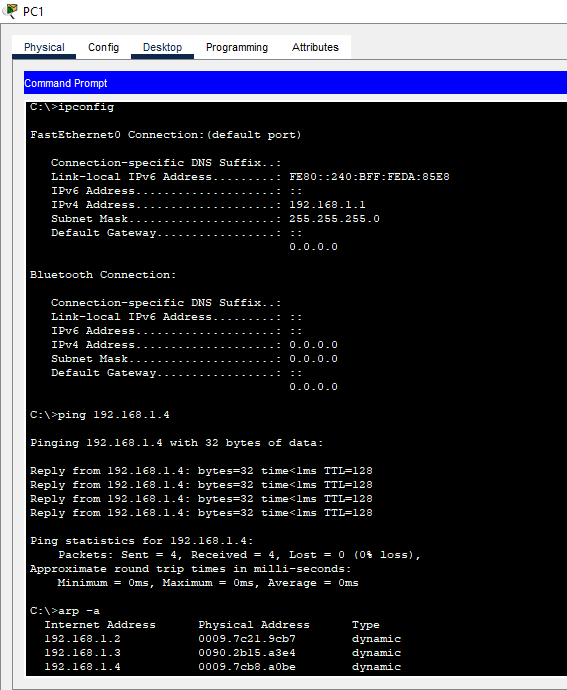 PC1
Physical Config Desktop Programming Attributes
Command Prompt
C:\>ipconfig
FastEthernet0 Connection:(default port)
Connection-specific DNS Suffix..:
Link-local IPv6 Address.........: FE80::240:BFF:FEDA:85E8
IPv6 Address....................: ::
IPv4 Address....................: 192.168.1.1
Subnet Mask.....................: 255.255.255.0
Default Gateway.................: ::
0.0.0.0
Bluetooth Connection:
Connection-specific DNS Suffix..:
Link-local IPv6 Address.........: ::
IPv6 Address....................: ::
IPv4 Address....................: 0.0.0.0
Subnet Mask.....................: 0.0.0.0
Default Gateway.................: ::
0.0.0.0
C:\>ping 192.168.1.4
Pinging 192.168.1.4 with 32 bytes of data:
Reply from 192.168.1.4: bytes=32 time<1ms TTL=128
Reply from 192.168.1.4: bytes=32 time<1ms TTL=128
Reply from 192.168.1.4: bytes=32 time<1ms TTL=128
Reply from 192.168.1.4: bytes=32 time<1ms TTL=128
Ping statistics for 192.168.1.4:
Packets: Sent = 4, Received = 4, Lost = 0 (0% loss),
Approximate round trip times in milli-seconds:
Minimum = 0ms, Maximum = 0ms, Average = 0ms
C:\>arp -a
Internet Address Physical Address Type
192.168.1.2 0009.7c21.9cb7 dynamic
192.168.1.3 0090.2b15.a3e4 dynamic
192.168.1.4 0009.7cb8.a0be dynamic